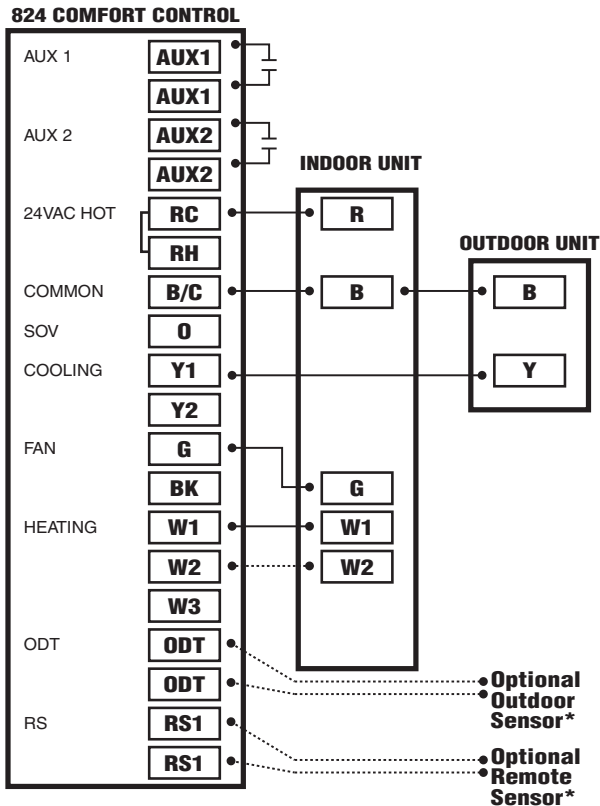 824 COMFORT CONTROL
AUX 1
AUX1
AUX1
AUX 2
AUX2
AUX2
24VAC HOT
RC
RH
COMMON
B/C
SOV
O
COOLING
Y1
Y2
FAN
G
BK
HEATING
W1
W2
W3
ODT
ODT
ODT
RS
RS1
RS1
INDOOR UNIT
R
B
G
W1
W2
OUTDOOR UNIT
B
Y
Optional
Outdoor
Sensor*
Optional
Remote
Sensor*